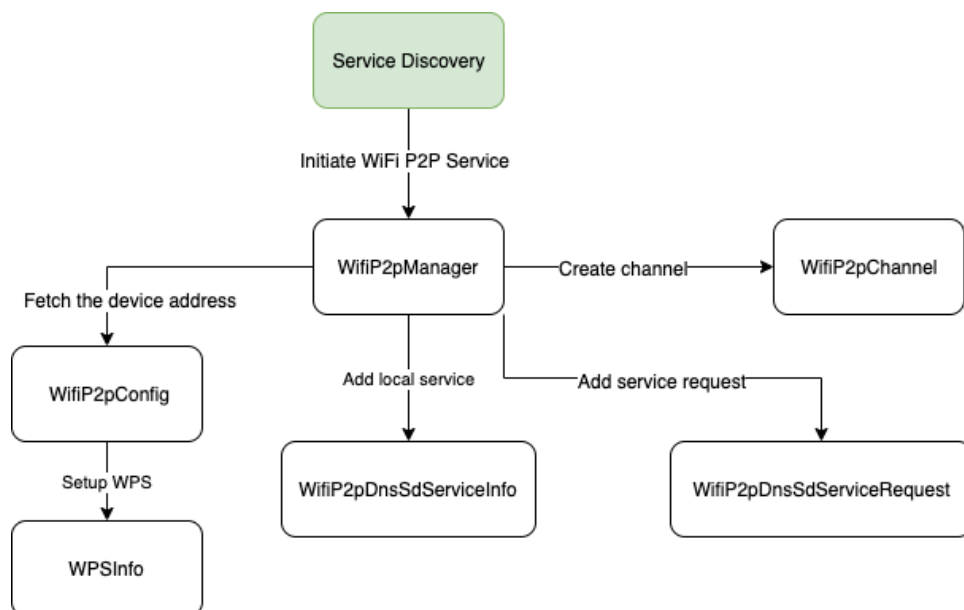 Service Discovery
Initiate WiFi P2P Service
WifiP2pManager
Create channel
WifiP2pChannel
Fetch the device address
WifiP2pConfig
Add local service
Add service request
Setup WPS
WifiP2pDnsSdServiceInfo
WifiP2pDnsSdServiceRequest
WPSInfo